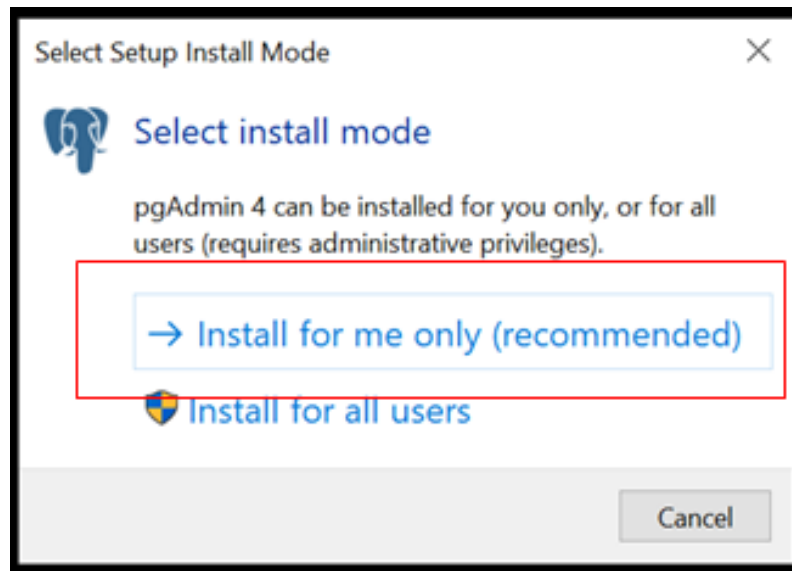 Select Setup Install Mode
Select install mode
pgAdmin 4 can be installed for you only, or for all
users (requires administrative privileges).
→ Install for me only (recommended)
Install for all users
Cancel